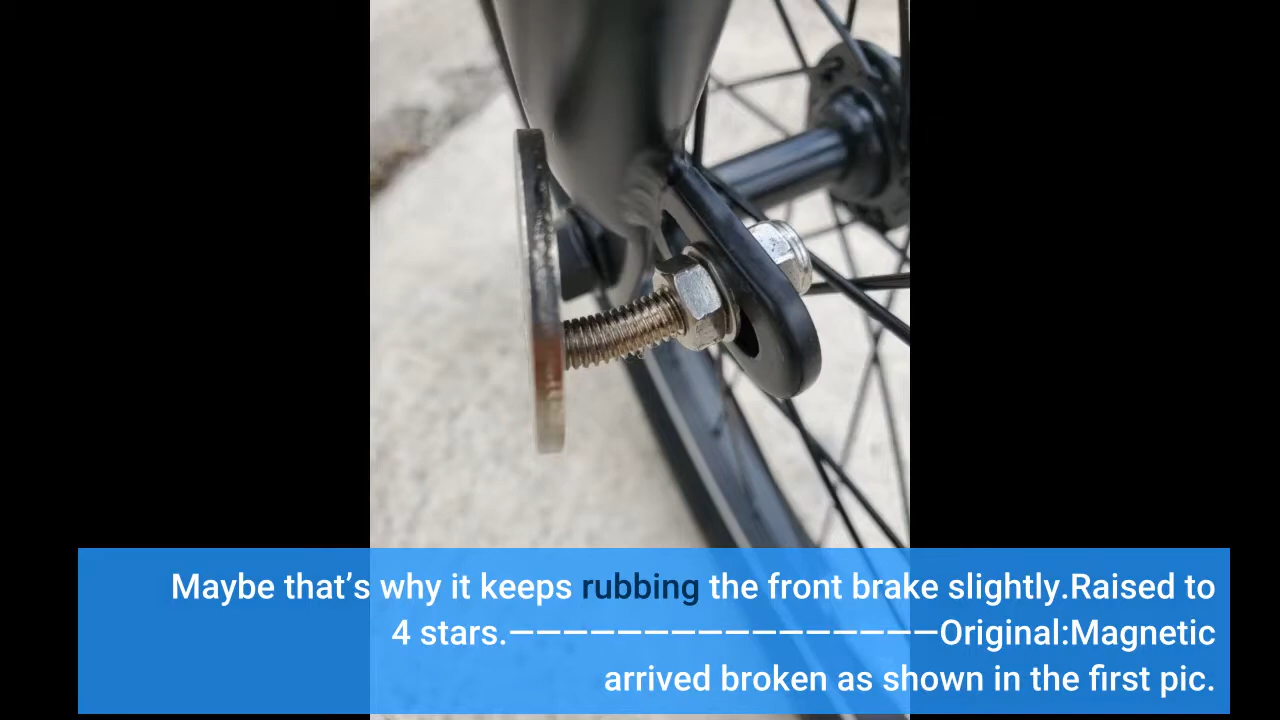 Maybe that’s why it keeps rubbing the front brake slightly.Raised to
4 stars.————————————————Original:Magnetic
arrived broken as shown in the first pic.